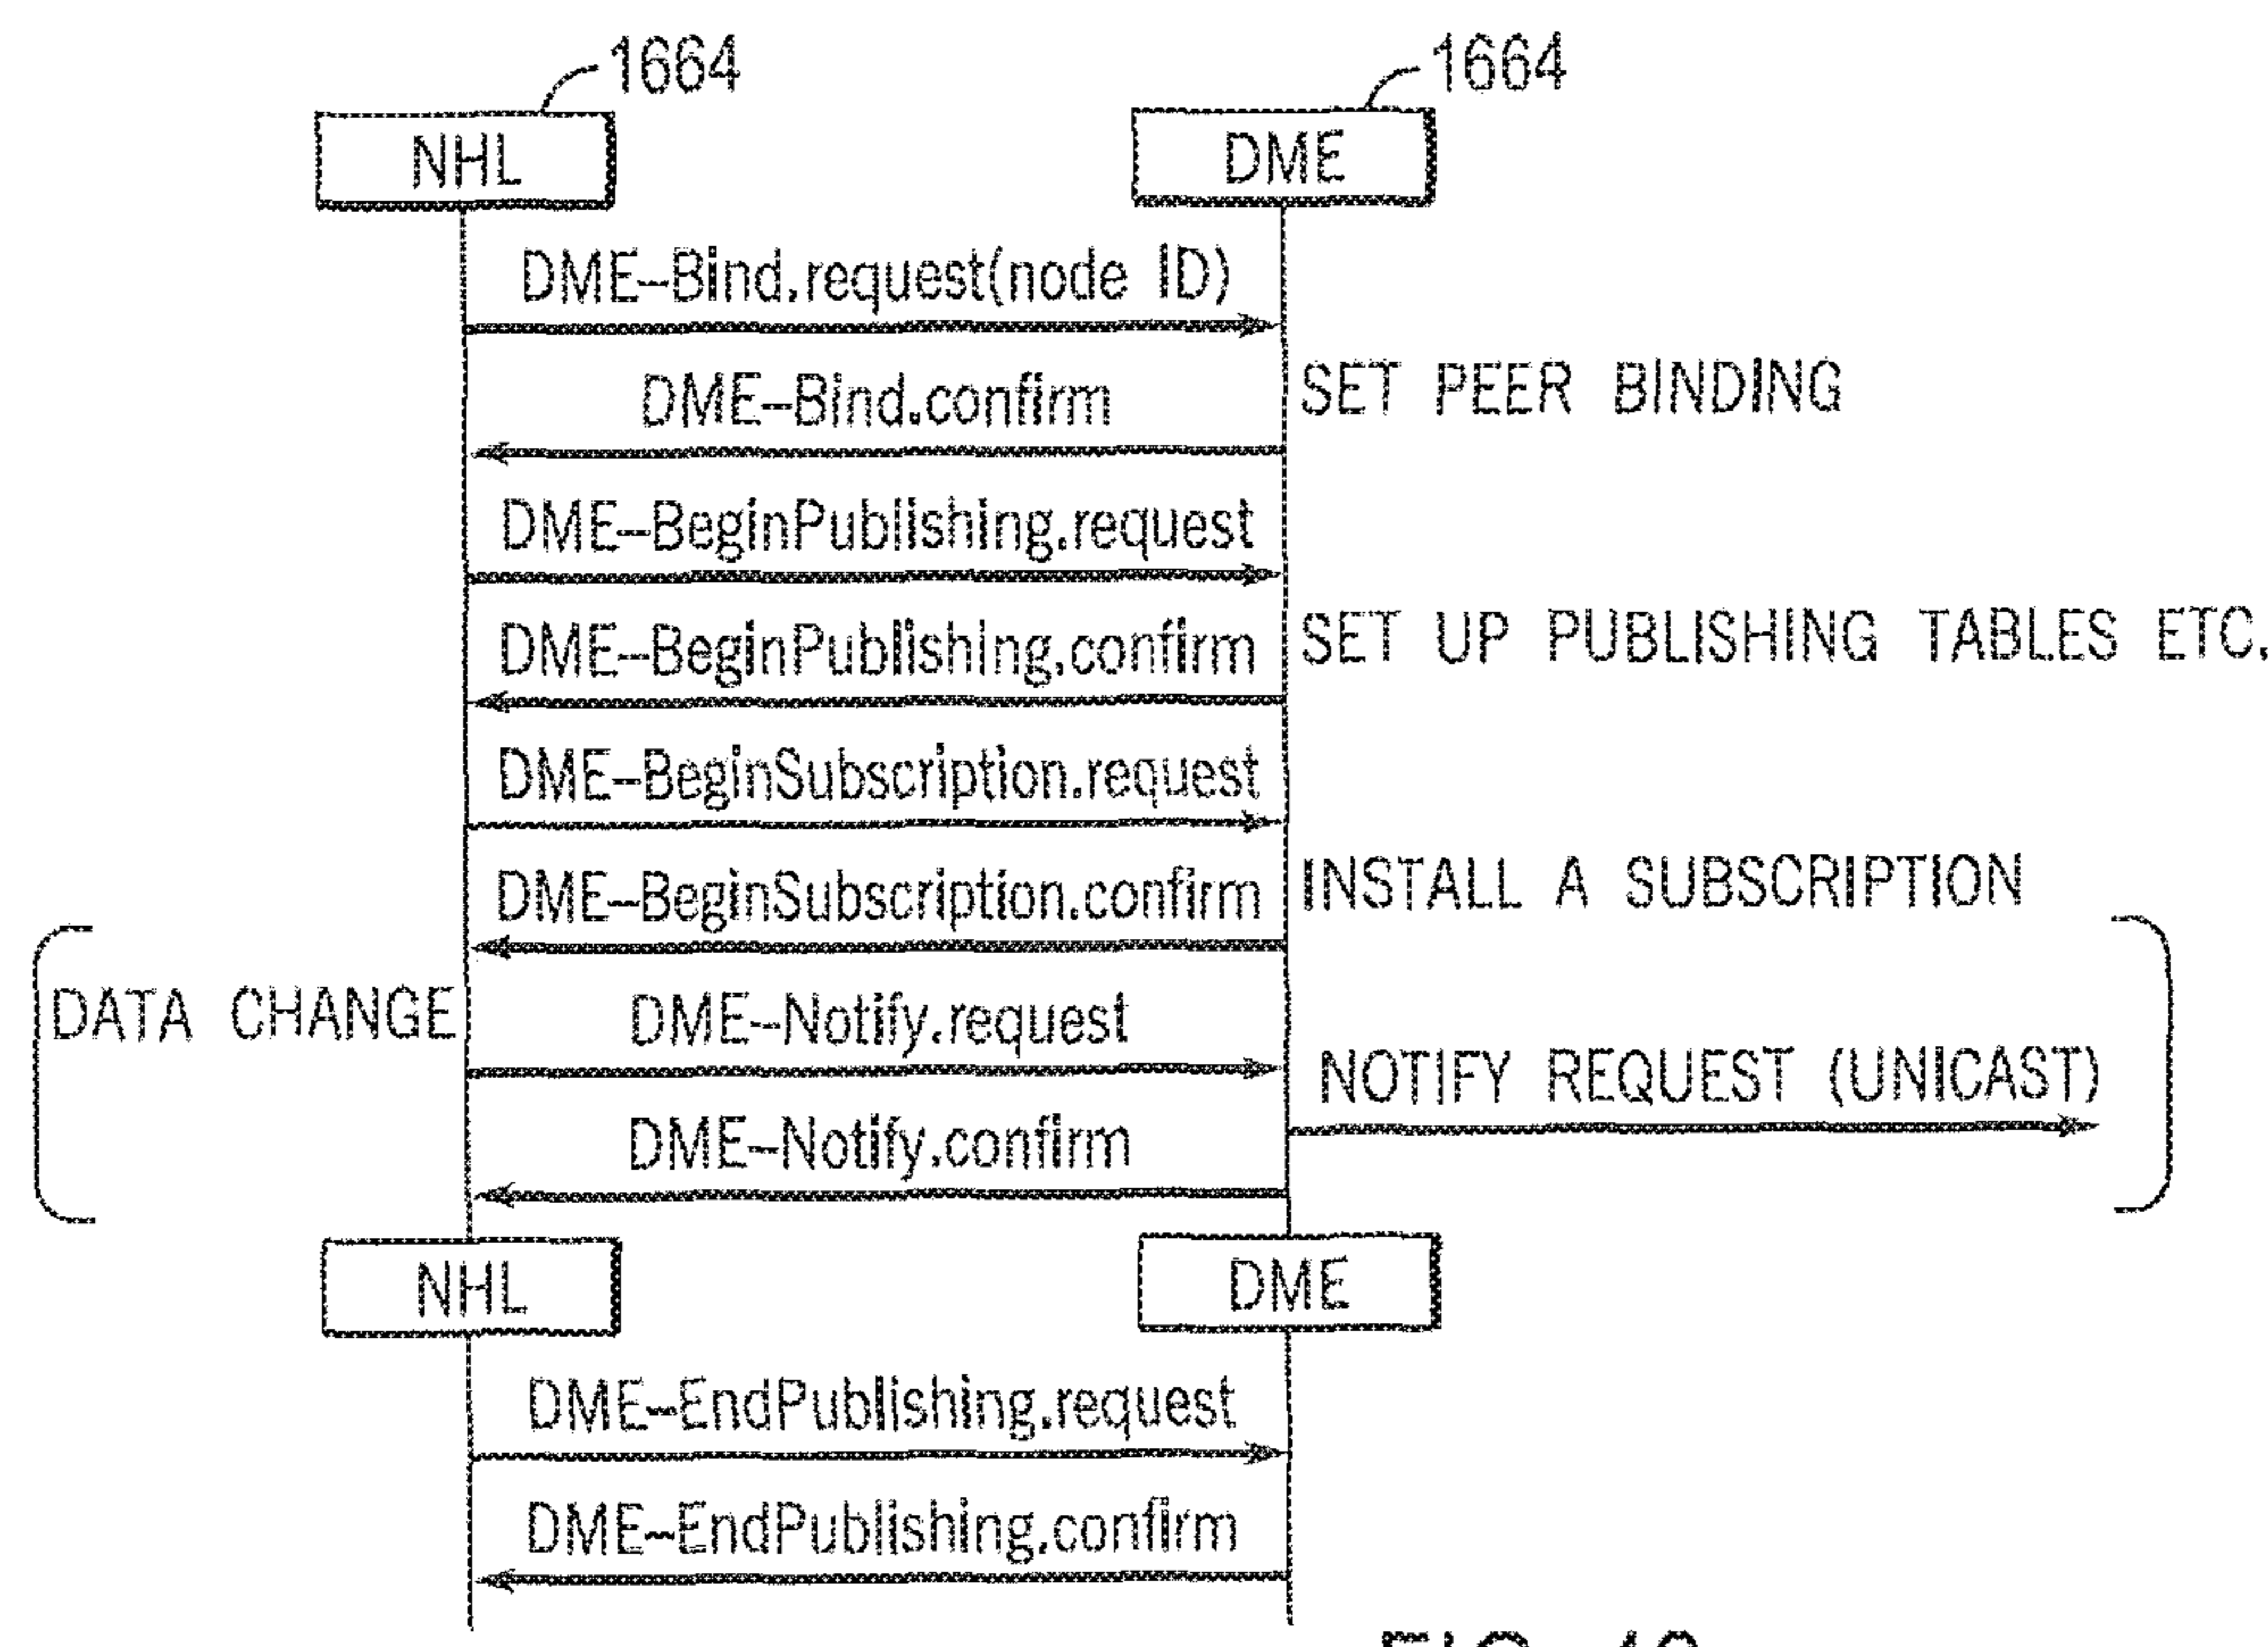 1664 1664
NHL DME
DME-Bind.request(node ID)
DME-Bind.confirm SET PEER BINDING
DME-BeginPublishing.request
DME-BeginPublishing.confirm SET UP PUBLISHING TABLES ETC.
DME-BeginSubscription.request
DME-BeginSubscription.confirm INSTALL A SUBSCRIPTION
DATA CHANGE DME-Notify.request
NOTIFY REQUEST (UNICAST)
DME-Notify.confirm
NHL DME
DME-EndPublishing.request
DME-EndPublishing.confirm